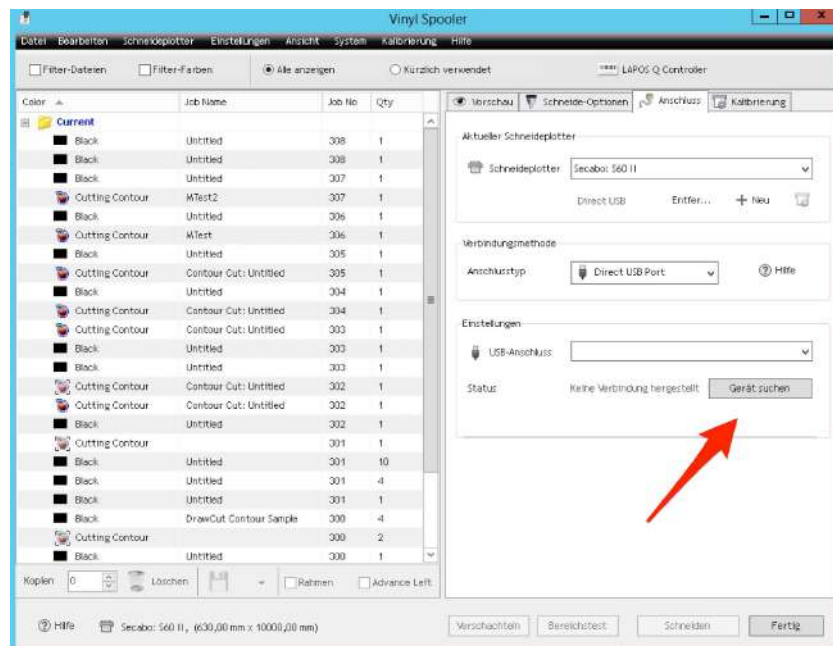 Vinyl Spooler
Datei Bearbeiten Schneideplotter Einstellungen Ansicht System Kalibrierung Hilfe
Filter-Dateien Filter-Farben Alle anzeigen Kürzlich verwendet LAPOS Q Controller
Color Job Name Job No Qty
Current
Black Untitled 308 1
Black Untitled 308 1
Black Untitled 307 1
Cutting Contour MTest2 307 1
Black Untitled 306 1
Cutting Contour MTest 306 1
Black Untitled 305 1
Cutting Contour Contour Cut: Untitled 305 1
Black Untitled 304 1
Cutting Contour Contour Cut: Untitled 304 1
Cutting Contour Contour Cut: Untitled 303 1
Black Untitled 303 1
Black Untitled 303 1
Cutting Contour Contour Cut: Untitled 302 1
Cutting Contour Contour Cut: Untitled 302 1
Black Untitled 302 1
Cutting Contour 301 1
Black Untitled 301 10
Black Untitled 301 4
Black Untitled 301 1
Black DrawCut Contour Sample 300 4
Cutting Contour 300 2
Black Untitled 300 1
Kopien 0 Löschen Rahmen Advance Left
Vorschau Schneide-Optionen Anschluss Kalibrierung
Aktueller Schneideplotter
Schneideplotter Secabo: S60 II
Direct USB Entfer... Neu
Verbindungsmethode
Anschlusstyp Direct USB Port Hilfe
Einstellungen
USB-Anschluss
Status Keine Verbindung hergestellt Gerät suchen
Hilfe Secabo: S60 II, (630,00 mm x 10000,00 mm) Verschachteln Bereichstest Schneiden Fertig